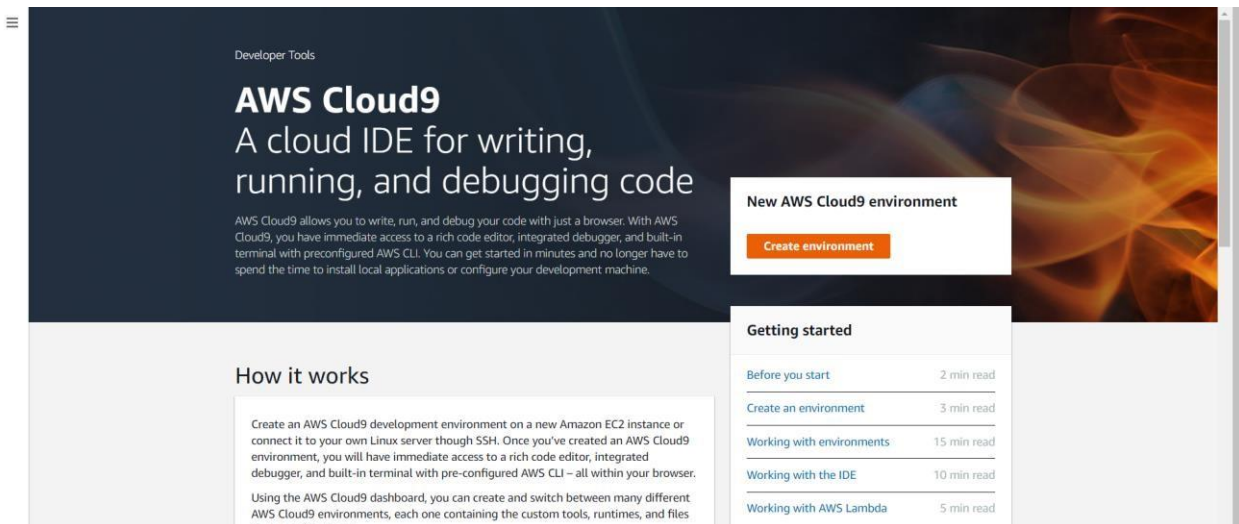 Developer Tools
AWS Cloud9
A cloud IDE for writing,
running, and debugging code
AWS Cloud9 allows you to write, run, and debug your code with just a browser. With AWS
Cloud9, you have immediate access to a rich code editor, integrated debugger, and built-in
terminal with preconfigured AWS CLI. You can get started in minutes and no longer have to
spend the time to install local applications or configure your development machine.
New AWS Cloud9 environment
Create environment
How it works
Create an AWS Cloud9 development environment on a new Amazon EC2 instance or
connect it to your own Linux server though SSH. Once you've created an AWS Cloud9
environment, you will have immediate access to a rich code editor, integrated
debugger, and built-in terminal with pre-configured AWS CLI – all within your browser.
Using the AWS Cloud9 dashboard, you can create and switch between many different
AWS Cloud9 environments, each one containing the custom tools, runtimes, and files
Getting started
Before you start 2 min read
Create an environment 3 min read
Working with environments 15 min read
Working with the IDE 10 min read
Working with AWS Lambda 5 min read